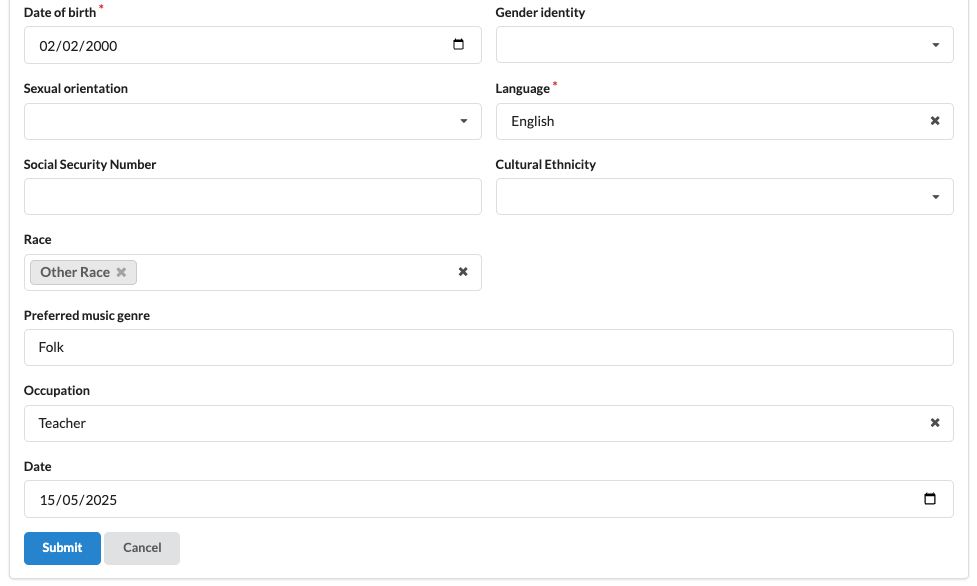 Date of birth *
Gender identity
02/02/2000
Sexual orientation
Language *
English
Social Security Number
Cultural Ethnicity
Race
Other Race
Preferred music genre
Folk
Occupation
Teacher
Date
15/05/2025
Submit Cancel